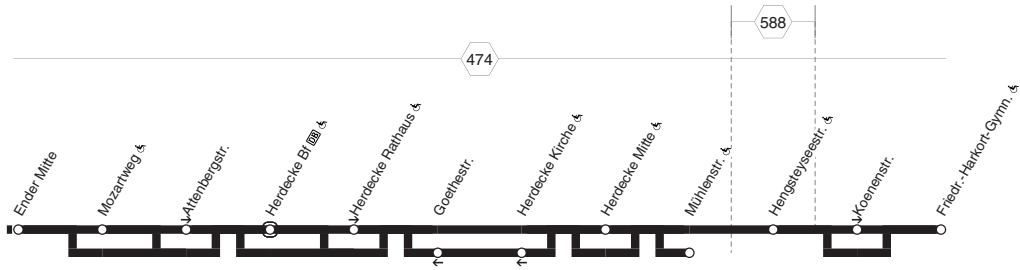 588
474
Ender Mitte
Mozartweg
Attenbergstr.
Herdecke Bf DB
Herdecke Rathaus
Goethestr.
Herdecke Kirche
Herdecke Mitte
Mühlenstr.
Hengsteyseestr.
Koenenstr.
Friedr.-Harkort-Gymn.